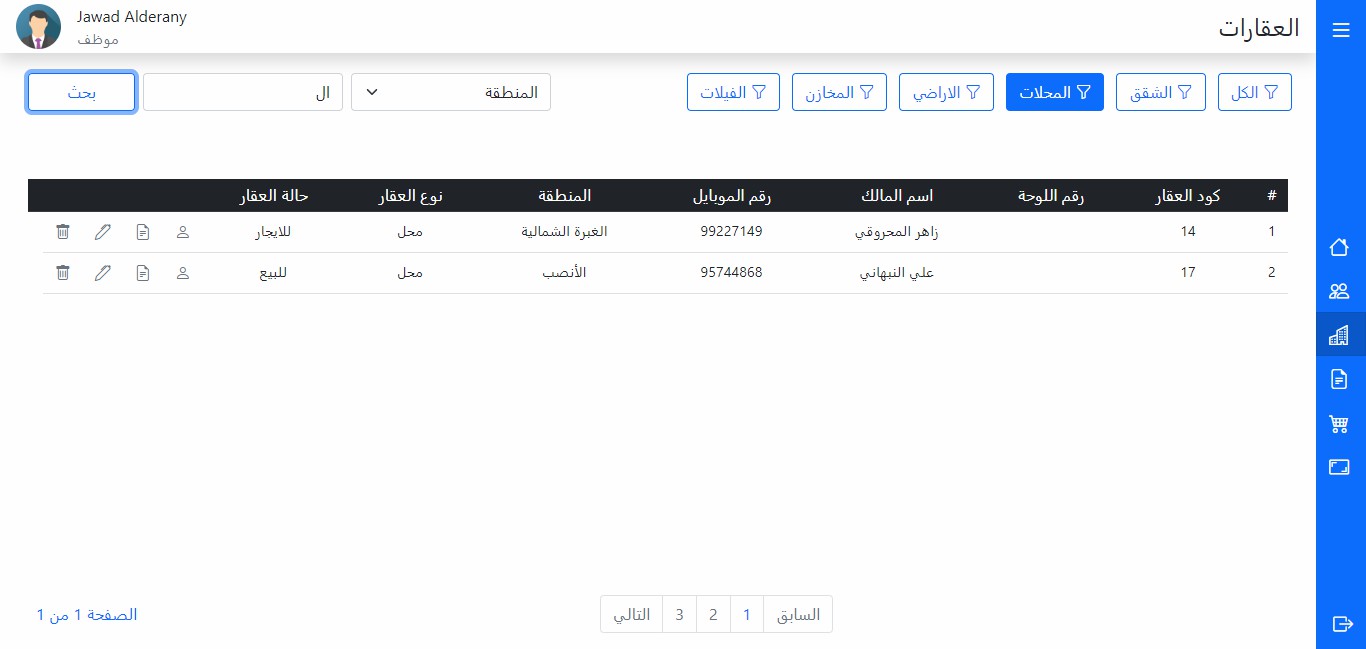 العقارات
Jawad Alderany
موظف
الكل
الشقق
المحلات
الاراضي
المخازن
الفيلات
المنطقة
ال
بحث
# كود العقار رقم اللوحة اسم المالك رقم الموبايل المنطقة نوع العقار حالة العقار
1 14 زاهر المحروقي 99227149 الغبرة الشمالية محل للايجار
2 17 علي النبهاني 95744868 الأنصب محل للبيع
السابق 1 2 3 التالي
الصفحة 1 من 1